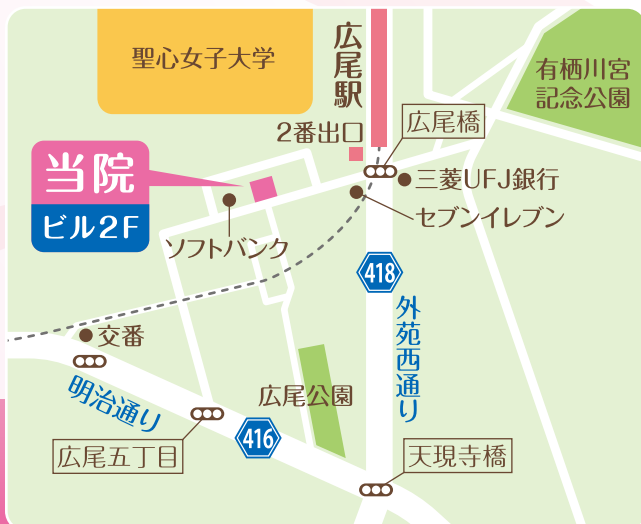 聖心女子大学
広尾駅
有栖川宮
記念公園
2番出口
広尾橋
当院
ビル2F
三菱UFJ銀行
セブンイレブン
ソフトバンク
418
外苑西通り
交番
明治通り
広尾公園
416
広尾五丁目
天現寺橋